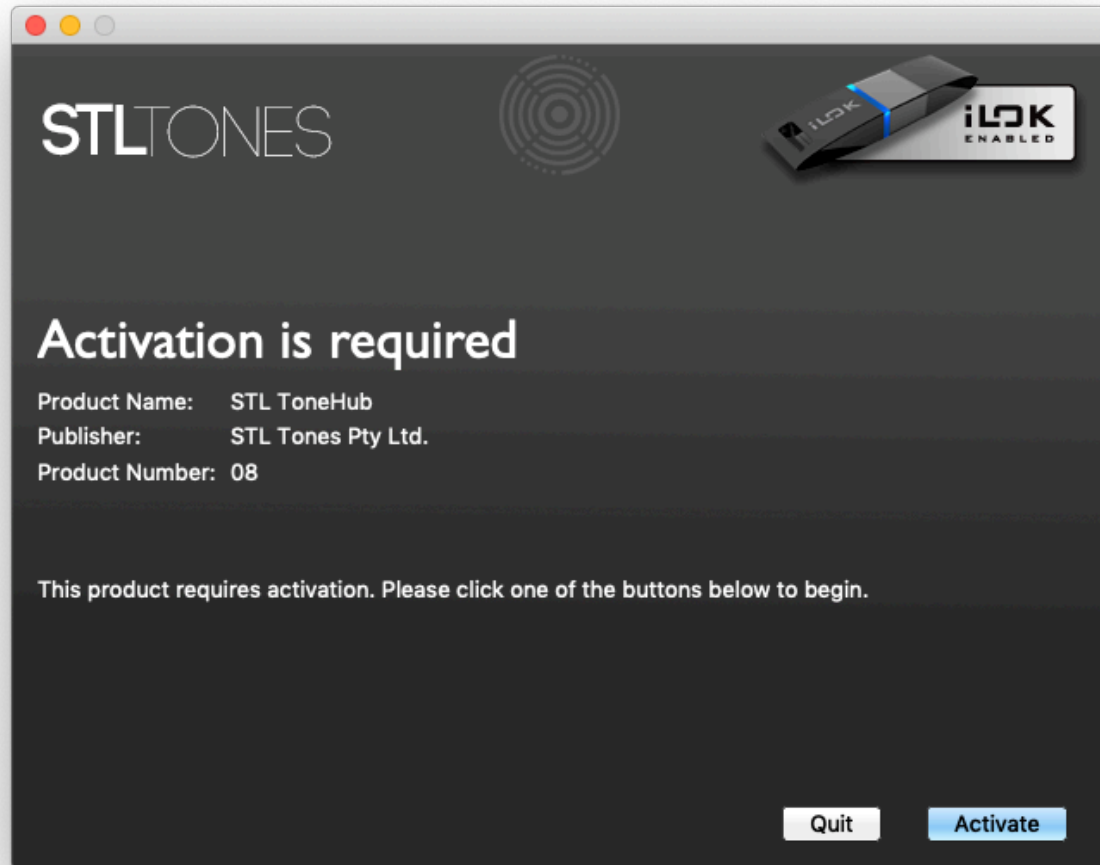 STLTONES
iLOK
iLOK
ENABLED
Activation is required
Product Name: STL ToneHub
Publisher: STL Tones Pty Ltd.
Product Number: 08
This product requires activation. Please click one of the buttons below to begin.
Quit Activate